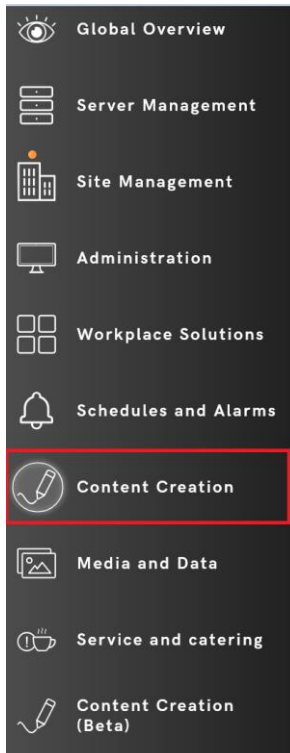 Global Overview
Server Management
Site Management
Administration
Workplace Solutions
Schedules and Alarms
Content Creation
Media and Data
Service and catering
Content Creation
(Beta)